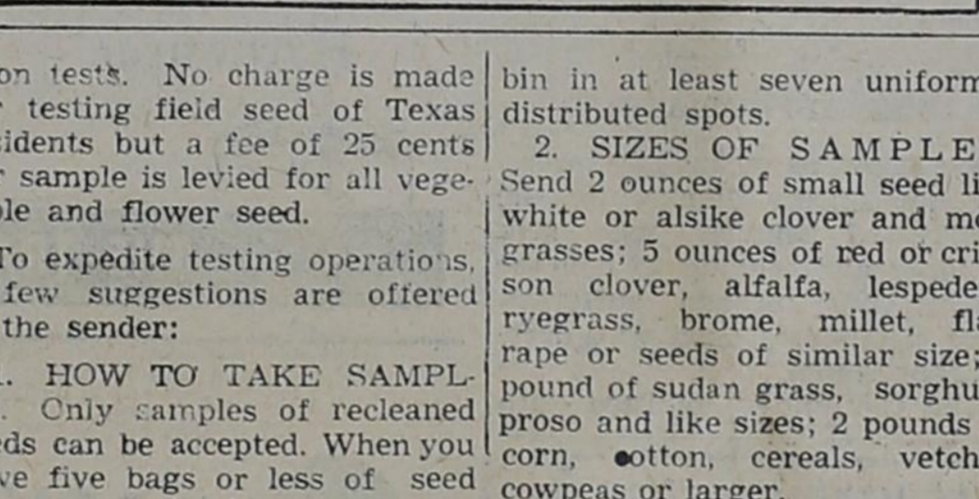 on tests. No charge is made
testing field seed of Texas
idents but a fee of 25 cents
sample is levied for all vege-
ble and flower seed.
To expedite testing operations,
few suggestions are offered
the sender:
1. HOW TO TAKE SAMPL-
. Only samples of recleaned
ds can be accepted. When you
ve five bags or less of seed
bin in at least seven uniform
distributed spots.
2. SIZES OF SAMPLE
Send 2 ounces of small seed li
white or alsike clover and m
grasses; 5 ounces of red or cri
son clover, alfalfa, lespede
ryegrass, brome, millet, fl
rape or seeds of similar size;
pound of sudan grass, sorghu
proso and like sizes; 2 pounds
corn, cotton, cereals, vetch
cowpeas or larger.